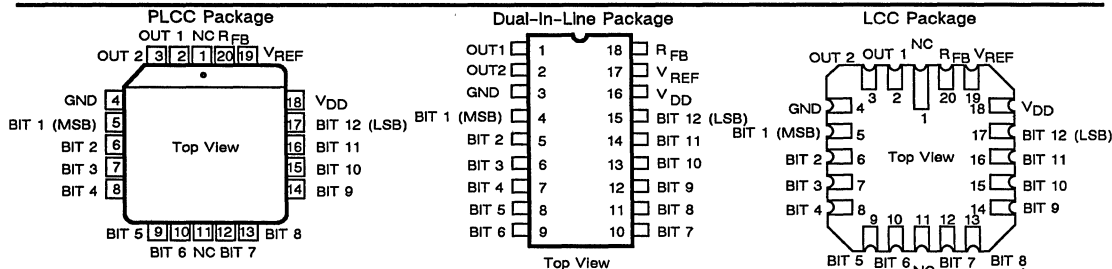 PLCC Package
OUT 1 NC R FB
OUT 2 3 2 1 20 19 VREF
GND 4 18 VDD
BIT 1 (MSB) 5 17 BIT 12 (LSB)
BIT 2 6 Top View 16 BIT 11
BIT 3 7 15 BIT 10
BIT 4 8 14 BIT 9
BIT 5 9 10 11 12 13 BIT 8
BIT 6 NC BIT 7
Dual-In-Line Package
OUT1 1 18 R FB
OUT2 2 17 V REF
GND 3 16 V DD
BIT 1 (MSB) 4 15 BIT 12 (LSB)
BIT 2 5 14 BIT 11
BIT 3 6 13 BIT 10
BIT 4 7 12 BIT 9
BIT 5 8 11 BIT 8
BIT 6 9 10 BIT 7
Top View
LCC Package
OUT 2 OUT 1 NC RFB VREF
3 2 1 20 19
GND 4 18 VDD
BIT 1 (MSB) 5 17 BIT 12 (LSB)
BIT 2 6 Top View 16 BIT 11
BIT 3 7 15 BIT 10
BIT 4 8 14 BIT 9
9 10 11 12 13
BIT 5 BIT 6 NC BIT 7 BIT 8